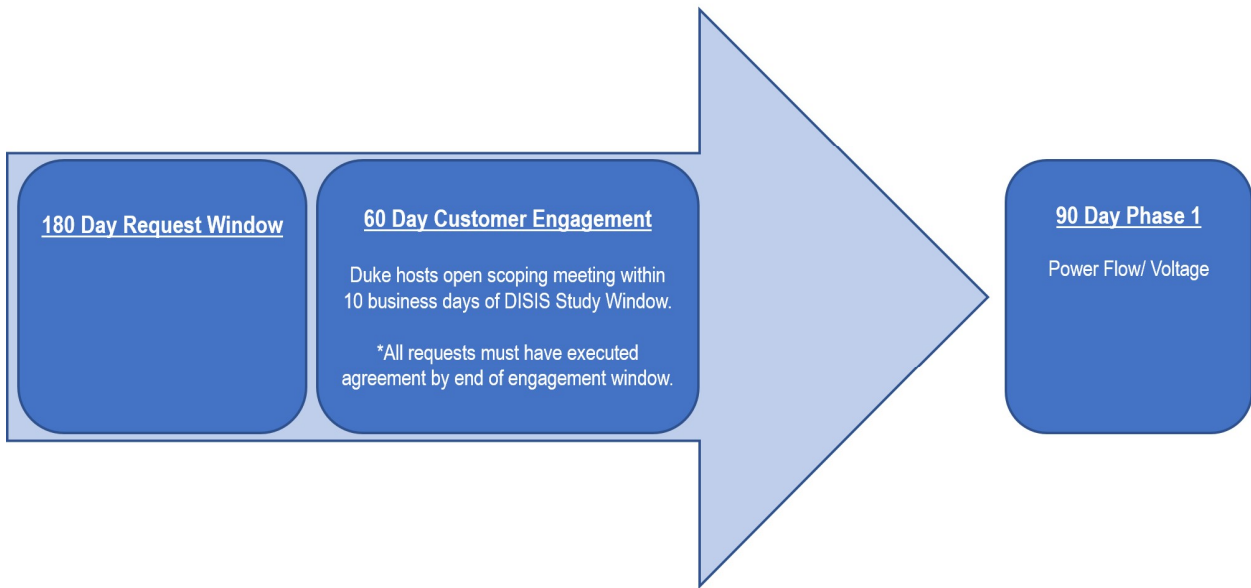 180 Day Request Window
60 Day Customer Engagement
Duke hosts open scoping meeting within
10 business days of DISIS Study Window.
*All requests must have executed
agreement by end of engagement window.
90 Day Phase 1
Power Flow/ Voltage